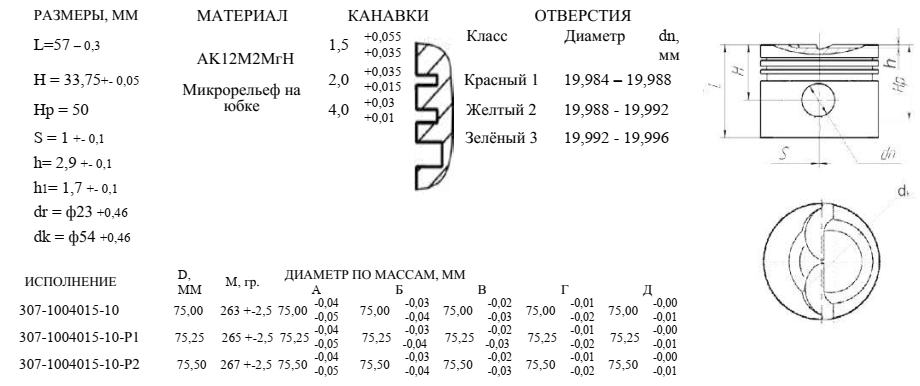 РАЗМЕРЫ, ММ
L=57 – 0,3
H = 33,75+- 0,05
Hp = 50
S = 1 +- 0,1
h= 2,9 +- 0,1
h1= 1,7 +- 0,1
dr = ф23 +0,46
dk = ф54 +0,46
МАТЕРИАЛ
АК12М2МгН
Микрорельеф на
юбке
КАНАВКИ
1,5 +0,055 +0,035
2,0 +0,035 +0,015
4,0 +0,03 +0,01
ОТВЕРСТИЯ
Класс Диаметр dn, мм
Красный 1 19,984 – 19,988
Желтый 2 19,988 - 19,992
Зелёный 3 19,992 - 19,996
L H h Hp
S dn
d
ИСПОЛНЕНИЕ D, ММ М, гр. ДИАМЕТР ПО МАССАМ, ММ
А Б В Г Д
307-1004015-10 75,00 263 +-2,5 75,00 -0,04 -0,05 75,00 -0,03 -0,04 75,00 -0,02 -0,03 75,00 -0,01 -0,02 75,00 -0,00 -0,01
307-1004015-10-Р1 75,25 265 +-2,5 75,25 -0,04 -0,05 75,25 -0,03 -0,04 75,25 -0,02 -0,03 75,25 -0,01 -0,02 75,25 -0,00 -0,01
307-1004015-10-Р2 75,50 267 +-2,5 75,50 -0,04 -0,05 75,50 -0,03 -0,04 75,50 -0,02 -0,03 75,50 -0,01 -0,02 75,50 -0,00 -0,01